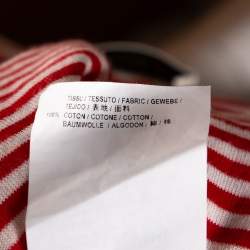 TISSU / TESSUTO / FABRIC / GEWEBE /
TEJIDO / 表地 / 面料
100% COTON / COTONE / COTTON /
BAUMWOLLE / ALGODON / 綿 / 棉